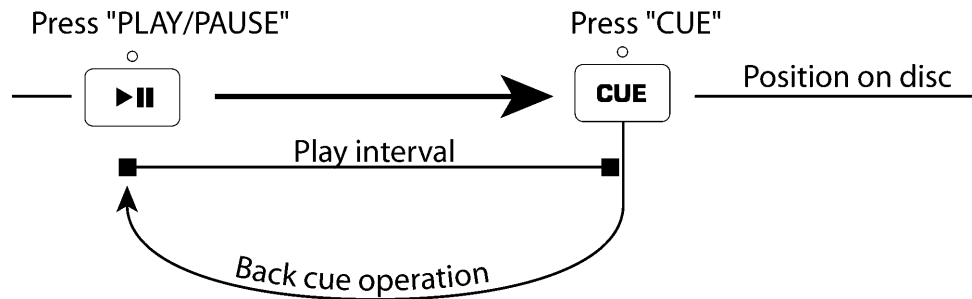 Press "PLAY/PAUSE"
Press "CUE"
CUE
Position on disc
Play interval
Back cue operation